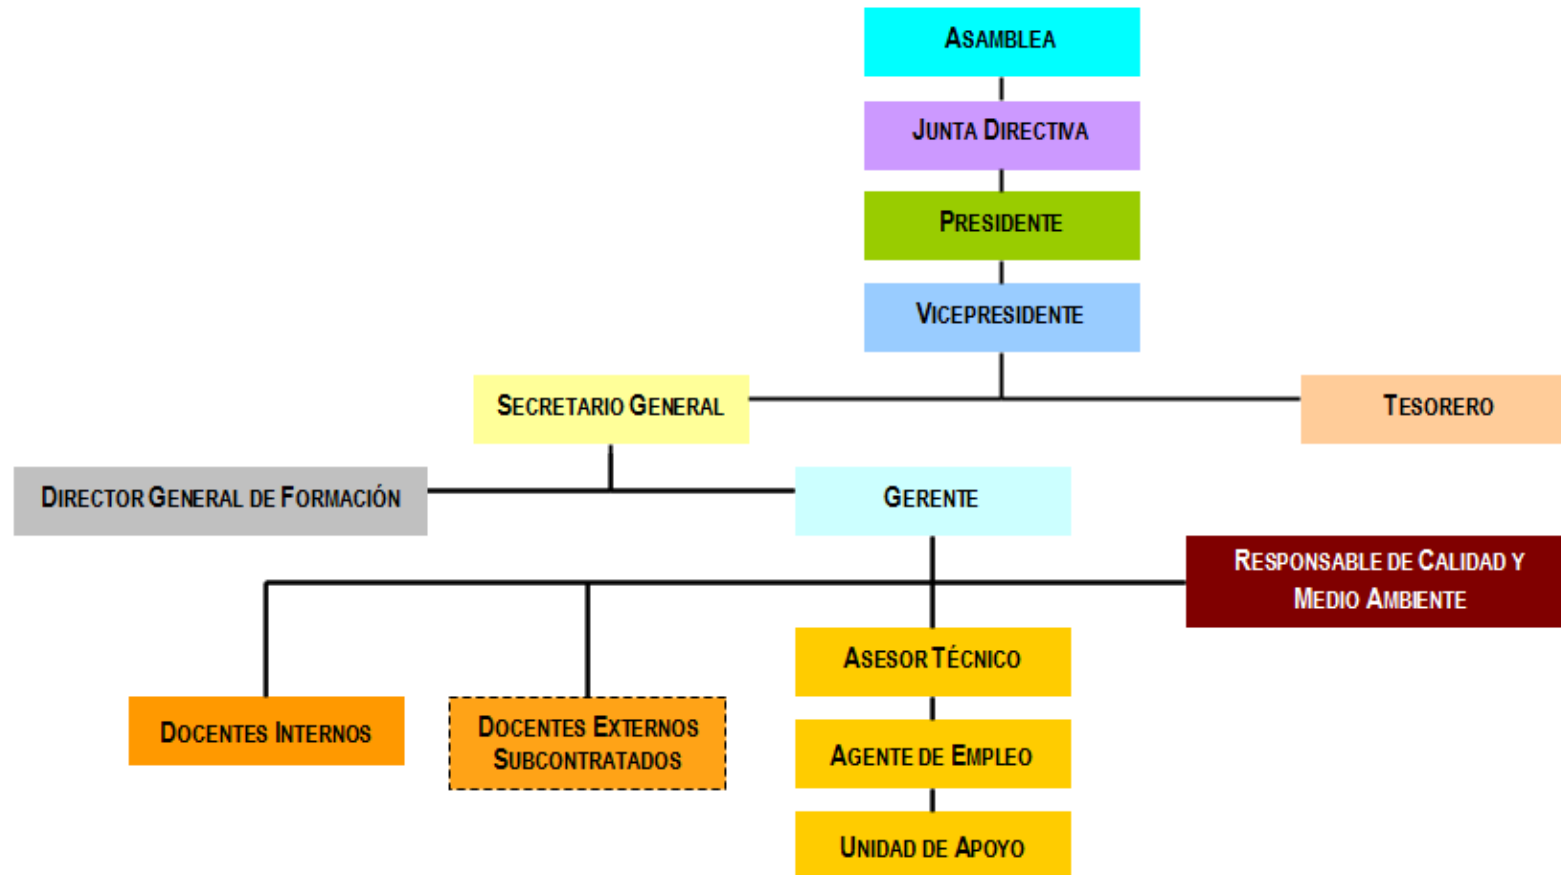 ASAMBLEA
JUNTA DIRECTIVA
PRESIDENTE
VICEPRESIDENTE
SECRETARIO GENERAL
TESORERO
DIRECTOR GENERAL DE FORMACIÓN
GERENTE
RESPONSABLE DE CALIDAD Y
MEDIO AMBIENTE
ASESOR TÉCNICO
DOCENTES INTERNOS
DOCENTES EXTERNOS
SUBCONTRATADOS
AGENTE DE EMPLEO
UNIDAD DE APOYO